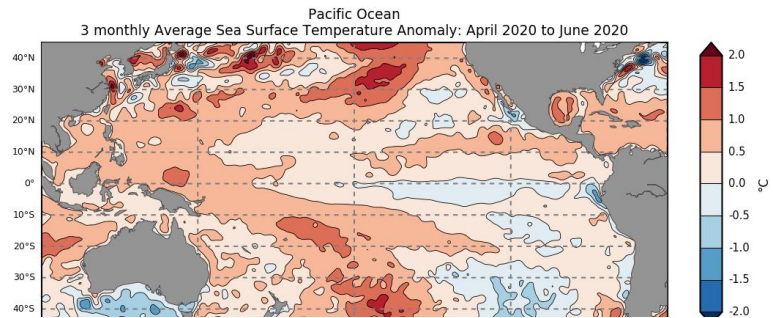 Pacific Ocean
3 monthly Average Sea Surface Temperature Anomaly: April 2020 to June 2020
40°N
30°N
20°N
10°N
0°
10°S
20°S
30°S
40°S
2.0
1.5
1.0
0.5
0.0
-0.5
-1.0
-1.5
-2.0
°C